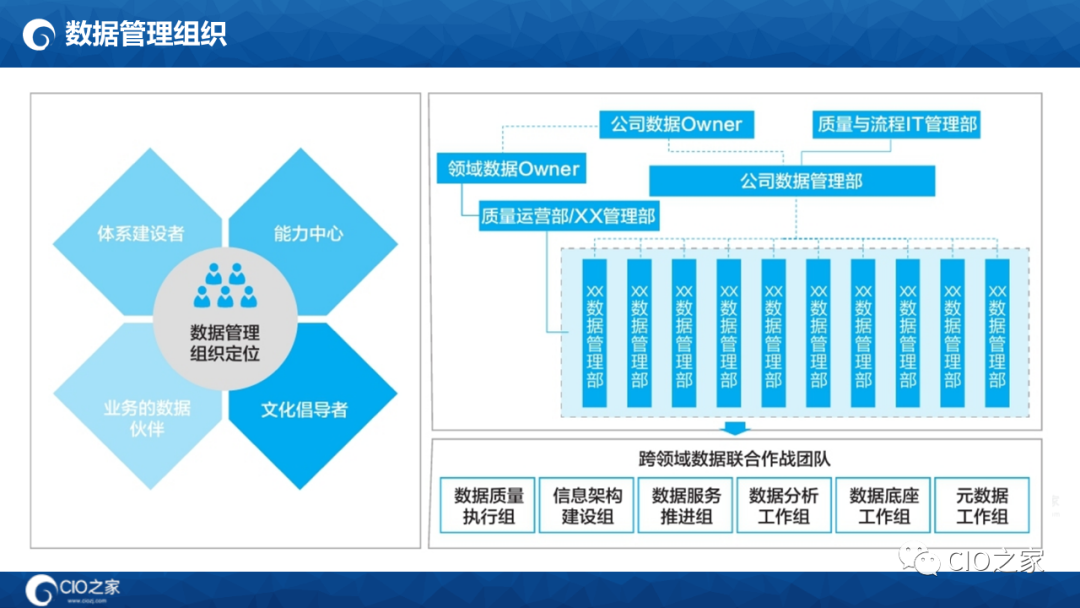 数据管理组织
体系建设者
能力中心
数据管理
组织定位
业务的数据
伙伴
文化倡导者
公司数据Owner
质量与流程IT管理部
领域数据Owner
公司数据管理部
质量运营部/XX管理部
XX数据管理部
XX数据管理部
XX数据管理部
XX数据管理部
XX数据管理部
XX数据管理部
XX数据管理部
XX数据管理部
XX数据管理部
XX数据管理部
跨领域数据联合作战团队
数据质量
执行组
信息架构
建设组
数据服务
推进组
数据分析
工作组
数据底座
工作组
元数据
工作组
CIO之家
CIO之家
www.ciozj.com